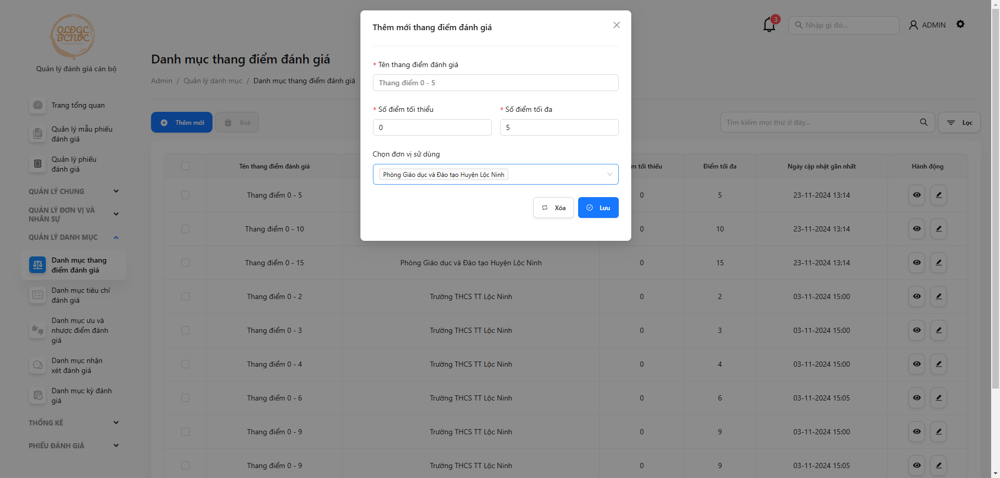 QLĐGC
BCNVC
Quản lý đánh giá cán bộ
Trang tổng quan
Quản lý mẫu phiếu
đánh giá
Quản lý phiếu
đánh giá
QUẢN LÝ CHUNG
QUẢN LÝ ĐƠN VỊ VÀ
NHÂN SỰ
QUẢN LÝ DANH MỤC
Danh mục thang
điểm đánh giá
Danh mục tiêu chí
đánh giá
Danh mục ưu và
nhược điểm đánh
giá
Danh mục nhận
xét đánh giá
Danh mục kỳ đánh
giá
THỐNG KÊ
PHIẾU ĐÁNH GIÁ
3
Nhập gì đó...
ADMIN
Danh mục thang điểm đánh giá
Admin / Quản lý danh mục / Danh mục thang điểm đánh giá
Thêm mới
Xoá
Tìm kiếm mọi thứ ở đây...
Lọc
Thêm mới thang điểm đánh giá
* Tên thang điểm đánh giá
Thang điểm 0 - 5
* Số điểm tối thiểu * Số điểm tối đa
0 5
Chọn đơn vị sử dùng
Phòng Giáo dục và Đào tạo Huyện Lộc Ninh
Xóa Lưu
Tên thang điểm đánh giá m tối thiếu Điểm tối đa Ngày cập nhật gần nhất Hành động
Thang điểm 0 - 5 0 5 23-11-2024 13:14
Thang điểm 0 - 10 0 10 23-11-2024 13:14
Thang điểm 0 - 15 Phòng Giáo dục và Đào tạo Huyện Lộc Ninh 0 15 23-11-2024 13:14
Thang điểm 0 - 2 Trường THCS TT Lộc Ninh 0 2 03-11-2024 15:00
Thang điểm 0 - 3 Trường THCS TT Lộc Ninh 0 3 03-11-2024 15:00
Thang điểm 0 - 4 Trường THCS TT Lộc Ninh 0 4 03-11-2024 15:00
Thang điểm 0 - 6 Trường THCS TT Lộc Ninh 0 6 03-11-2024 15:05
Thang điểm 0 - 9 Trường THCS TT Lộc Ninh 0 9 03-11-2024 15:00
Thang điểm 0 - 9 Trường THCS TT Lộc Ninh 0 9 03-11-2024 15:05